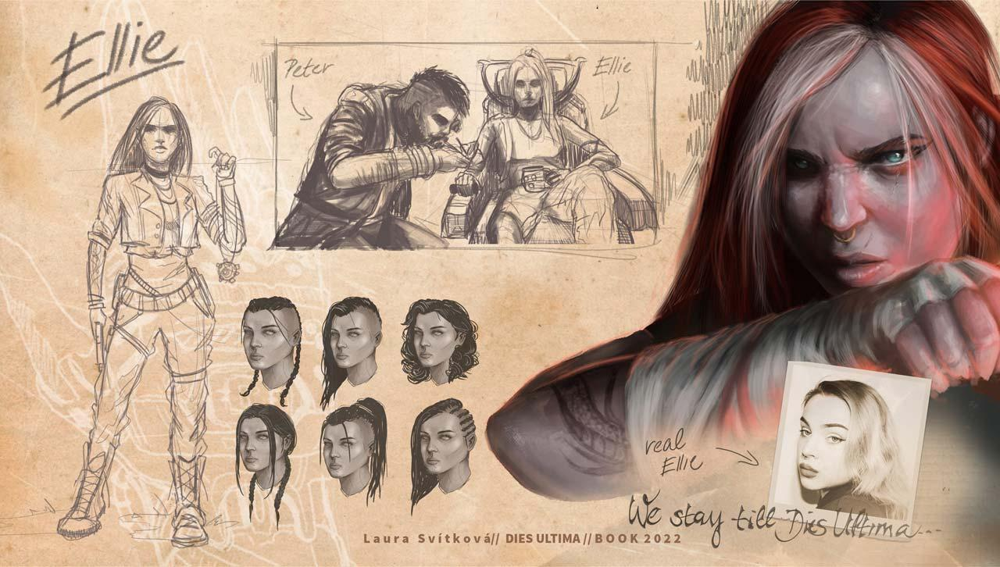 Ellie
Peter
Ellie
real
Ellie
We stay till Dies Ultima...
Laura Svítková// DIES ULTIMA // BOOK 2022